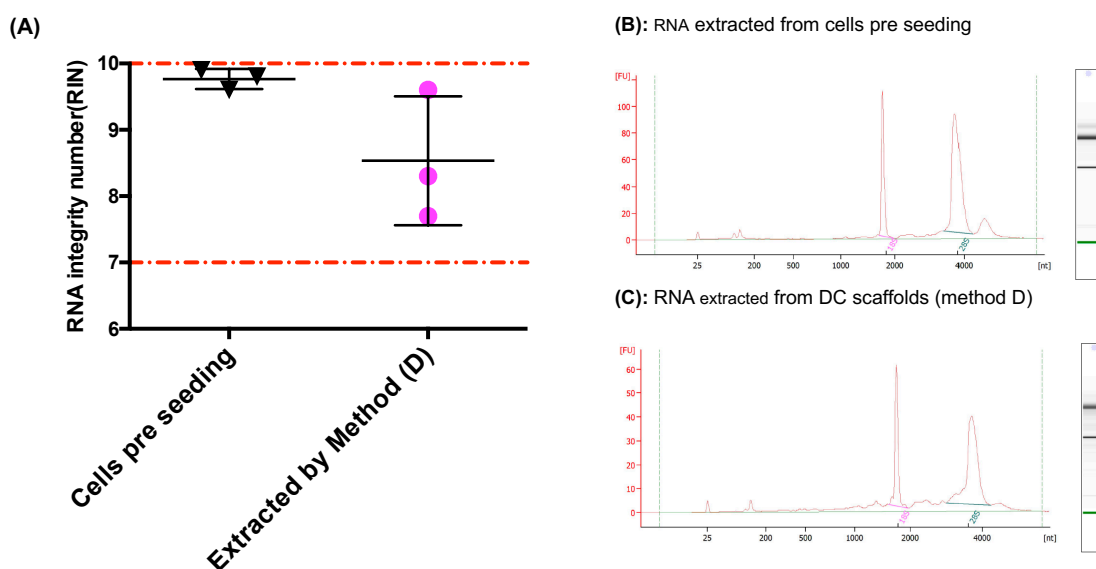 (A)
RNA integrity number(RIN)
10
9
8
7
6
Cells pre seeding
Extracted by Method (D)
(B): RNA extracted from cells pre seeding
[FU]
100
80
60
40
20
0
18S
28S
25
200
500
1000
2000
4000
[nt]
(C): RNA extracted from DC scaffolds (method D)
[FU]
60
50
40
30
20
10
0
18S
28S
25
200
500
1000
2000
4000
[nt]